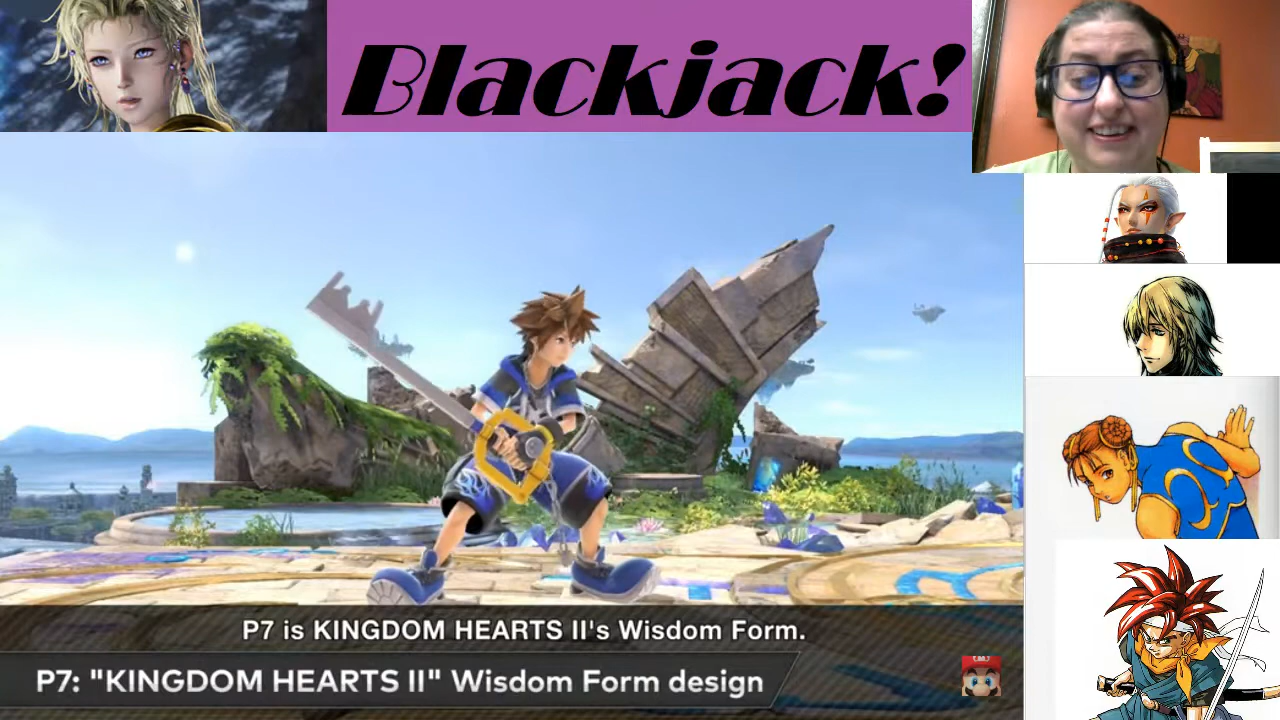 Blackjack!
P7 is KINGDOM HEARTS II's Wisdom Form.
P7: "KINGDOM HEARTS II" Wisdom Form design